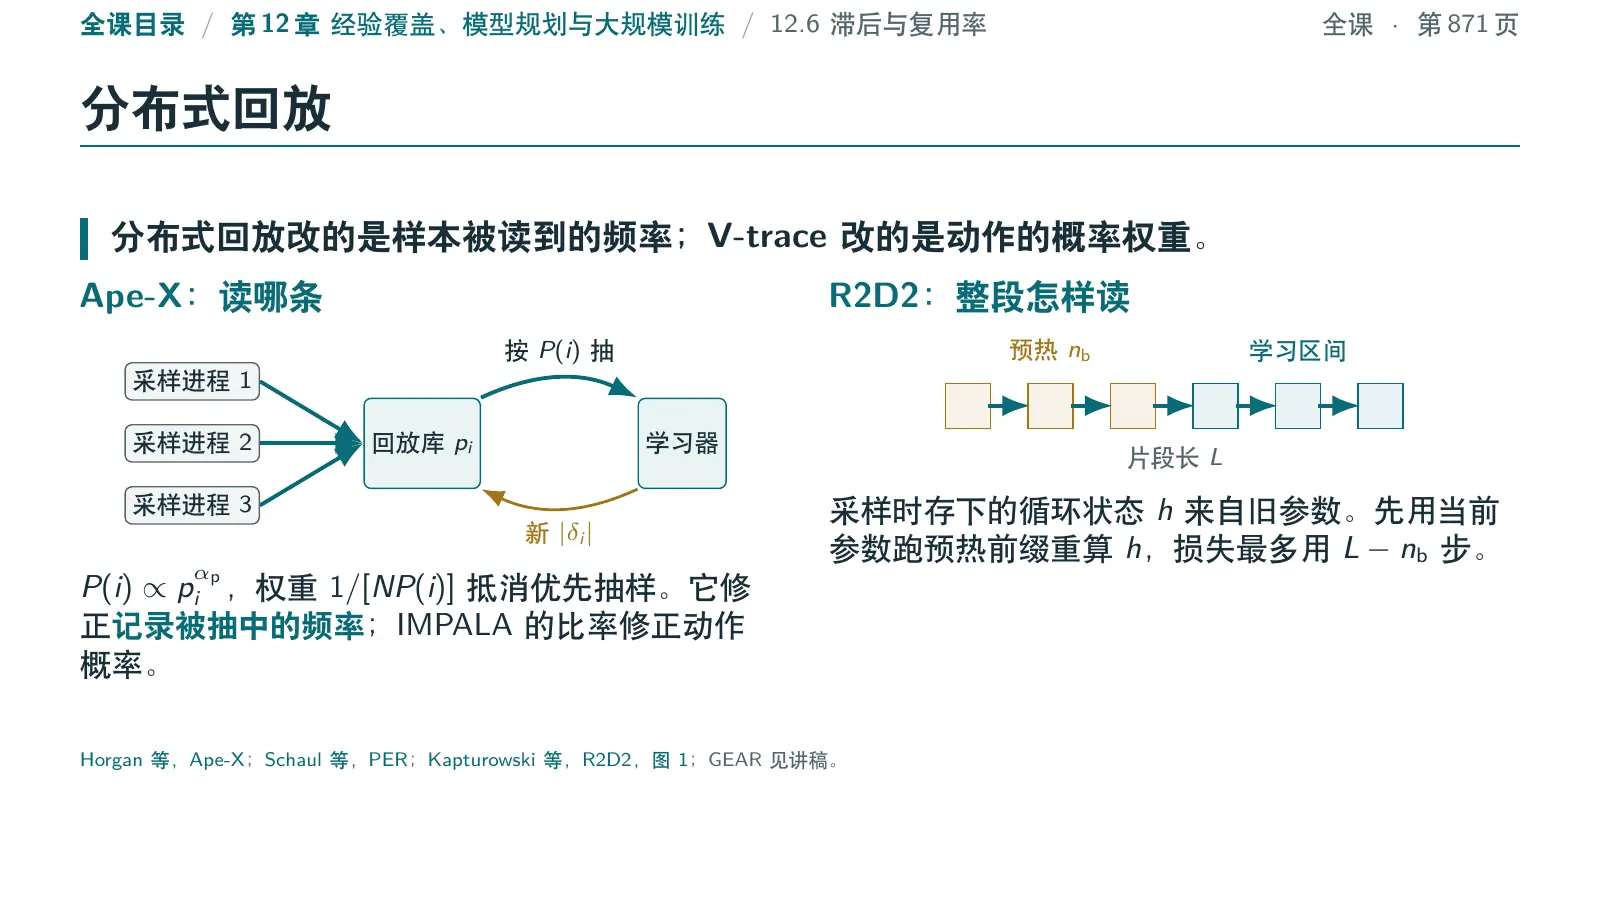 全课目录 / 第 12 章 经验覆盖、模型规划与大规模训练 / 12.6 滞后与复用率
全课 · 第 871 页
分布式回放
分布式回放改的是样本被读到的频率；V-trace 改的是动作的概率权重。
Ape-X：读哪条
按 P(i) 抽
采样进程 1
采样进程 2
采样进程 3
回放库 p_i
学习器
新 |δ_i|
P(i) ∝ p_i^{α_p}，权重 1/[NP(i)] 抵消优先抽样。它修
正记录被抽中的频率；IMPALA 的比率修正动作
概率。
R2D2：整段怎样读
预热 n_b
学习区间
片段长 L
采样时存下的循环状态 h 来自旧参数。先用当前
参数跑预热前缀重算 h，损失最多用 L − n_b 步。
Horgan 等，Ape-X；Schaul 等，PER；Kapturowski 等，R2D2，图 1；GEAR 见讲稿。